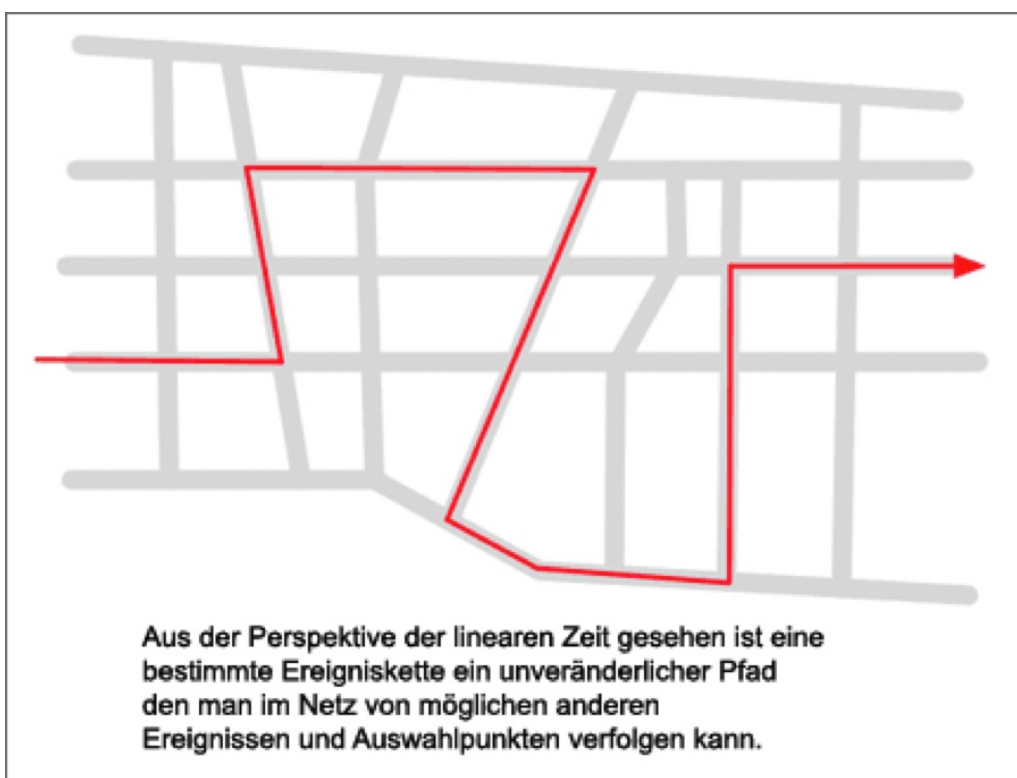 Aus der Perspektive der linearen Zeit gesehen ist eine
bestimmte Ereigniskette ein unveränderlicher Pfad
den man im Netz von möglichen anderen
Ereignissen und Auswahlpunkten verfolgen kann.